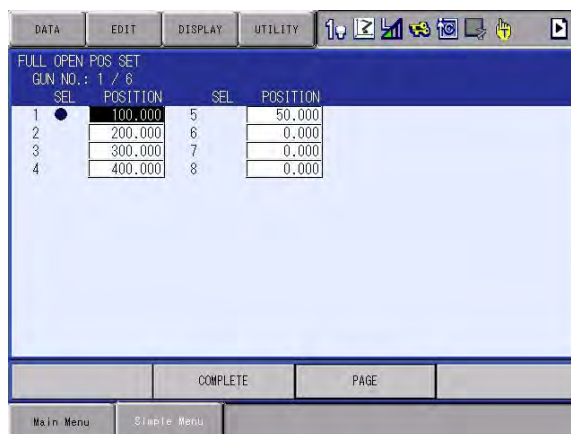 DATA EDIT DISPLAY UTILITY
FULL OPEN POS SET
GUN NO.: 1 / 6
SEL POSITION SEL POSITION
1 ● 100.000 5 50.000
2 200.000 6 0.000
3 300.000 7 0.000
4 400.000 8 0.000
COMPLETE PAGE
Main Menu Simple Menu